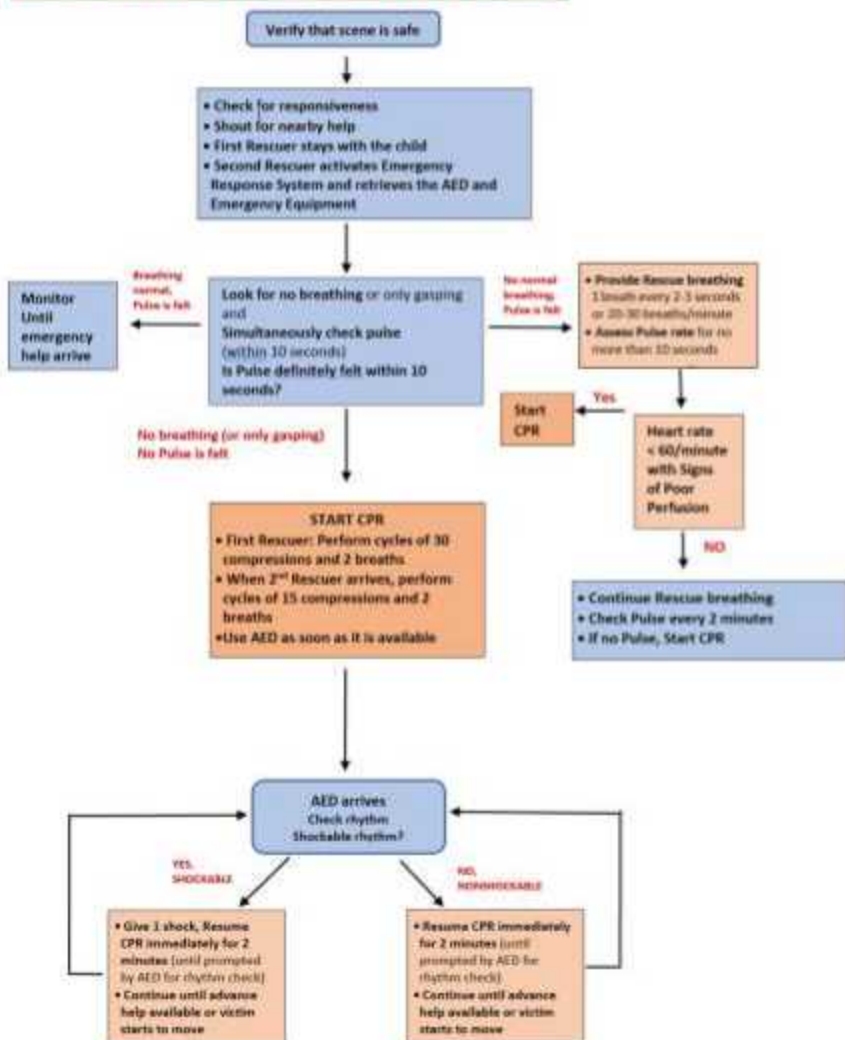 Verify that scene is safe
• Check for responsiveness
• Shout for nearby help
• First Rescuer stays with the child
• Second Rescuer activates Emergency
Response System and retrieves the AED and
Emergency Equipment
Breathing
normal,
Pulse is felt
Monitor
Until
emergency
help arrive
Look for no breathing or only gasping
and
Simultaneously check pulse
(within 10 seconds)
Is Pulse definitely felt within 10
seconds?
No normal
breathing,
Pulse is felt
• Provide Rescue breathing
1 breath every 2-3 seconds
or 20-30 breaths/minute
• Assess Pulse rate for no
more than 10 seconds
Yes
Start
CPR
Heart rate
< 60/minute
with Signs
of Poor
Perfusion
NO
• Continue Rescue breathing
• Check Pulse every 2 minutes
• If no Pulse, Start CPR
No breathing (or only gasping)
No Pulse is felt
START CPR
• First Rescuer: Perform cycles of 30
compressions and 2 breaths
• When 2nd Rescuer arrives, perform
cycles of 15 compressions and 2
breaths
•Use AED as soon as it is available
AED arrives
Check rhythm
Shockable rhythm?
YES,
SHOCKABLE
NO,
NONSHOCKABLE
• Give 1 shock, Resume
CPR immediately for 2
minutes (until prompted
by AED for rhythm check)
• Continue until advance
help available or victim
starts to move
• Resume CPR immediately
for 2 minutes (until
prompted by AED for
rhythm check)
• Continue until advance
help available or victim
starts to move